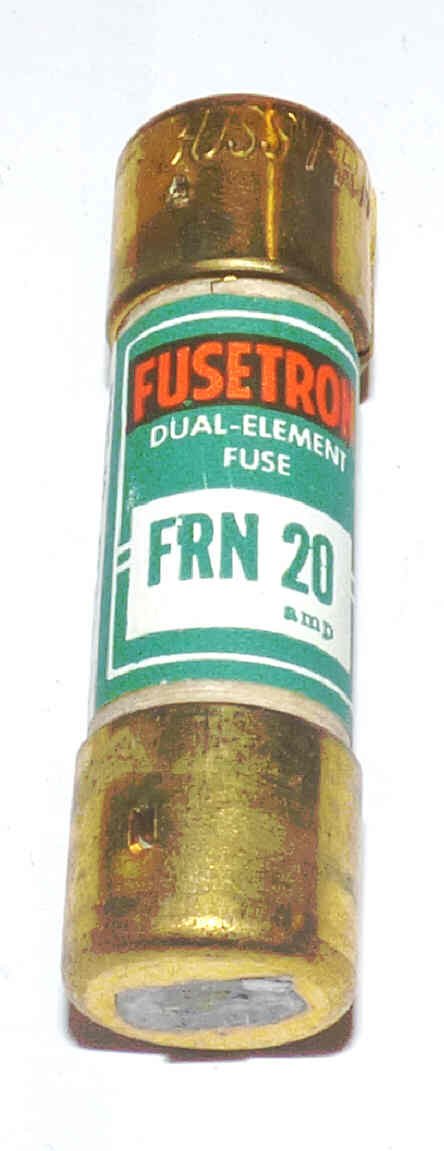 FUSETRON
DUAL-ELEMENT
FUSE
FRN 20
amp